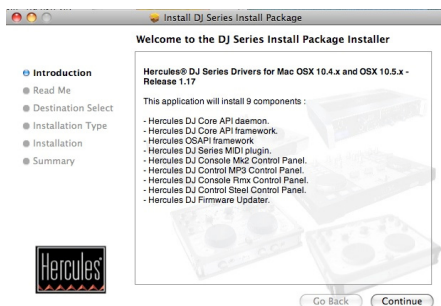 Install DJ Series Install Package
Welcome to the DJ Series Install Package Installer
Introduction
Read Me
Destination Select
Installation Type
Installation
Summary
Hercules® DJ Series Drivers for Mac OSX 10.4.x and OSX 10.5.x -
Release 1.17
This application will install 9 components :
- Hercules DJ Core API daemon.
- Hercules DJ Core API framework.
- Hercules OSAPI framework
- Hercules DJ Series MIDI plugin.
- Hercules DJ Console Mk2 Control Panel.
- Hercules DJ Control MP3 Control Panel.
- Hercules DJ Console Rmx Control Panel.
- Hercules DJ Control Steel Control Panel.
- Hercules DJ Firmware Updater.
Hercules
Go Back
Continue